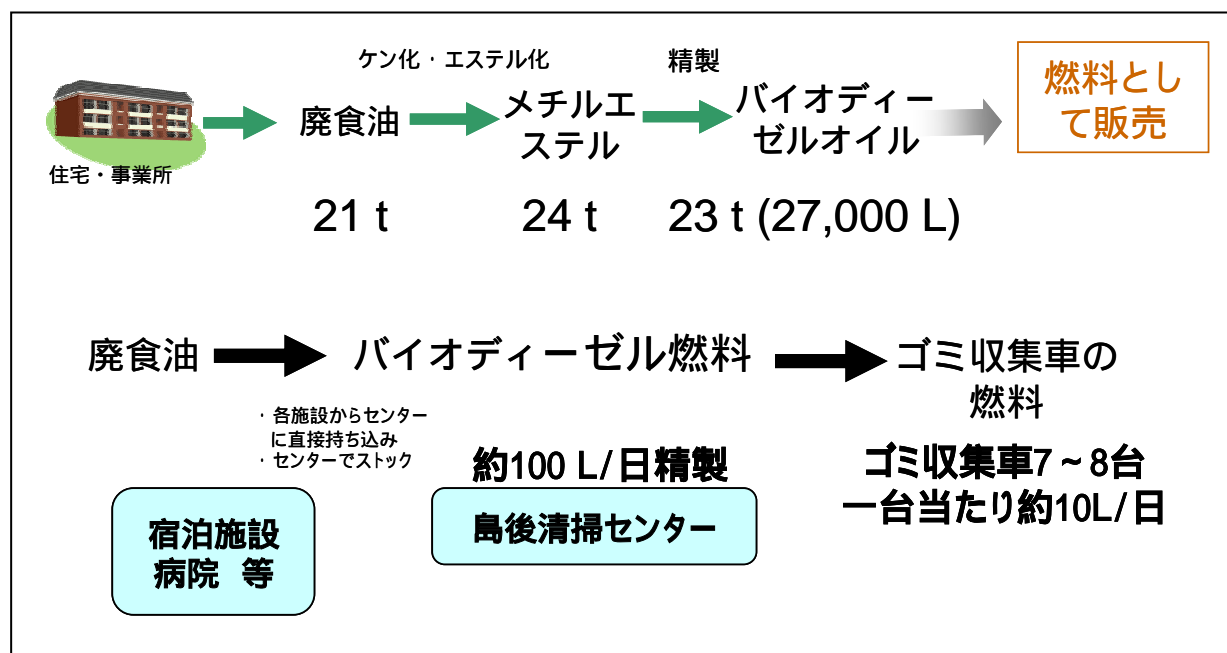 ケン化・エステル化
精製
廃食油
メチルエ
ステル
バイオディー
ゼルオイル
燃料とし
て販売
住宅・事業所
21 t
24 t
23 t (27,000 L)
廃食油
バイオディーゼル燃料
ゴミ収集車の
燃料
・各施設からセンター
に直接持ち込み
・センターでストック
約100 L/日精製
ゴミ収集車7~8台
一台当たり約10L/日
宿泊施設
病院 等
島後清掃センター